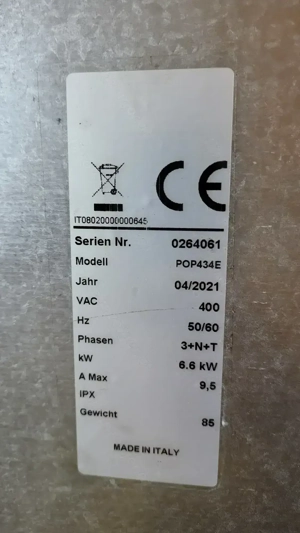 CE
IT08020000000645
Serien Nr. 0264061
Modell POP434E
Jahr 04/2021
VAC 400
Hz 50/60
Phasen 3+N+T
kW 6.6 kW
A Max 9,5
IPX
Gewicht 85
MADE IN ITALY